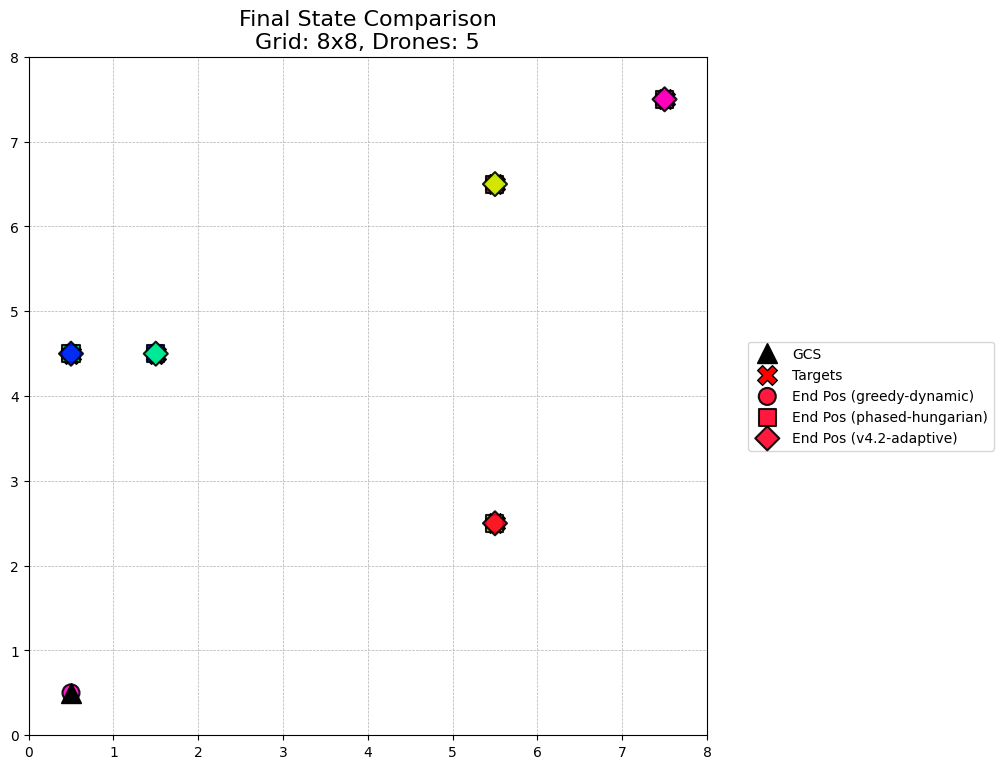 Final State Comparison
Grid: 8x8, Drones: 5
8
7
6
5
4
3
2
1
0
0 1 2 3 4 5 6 7 8
GCS
Targets
End Pos (greedy-dynamic)
End Pos (phased-hungarian)
End Pos (v4.2-adaptive)